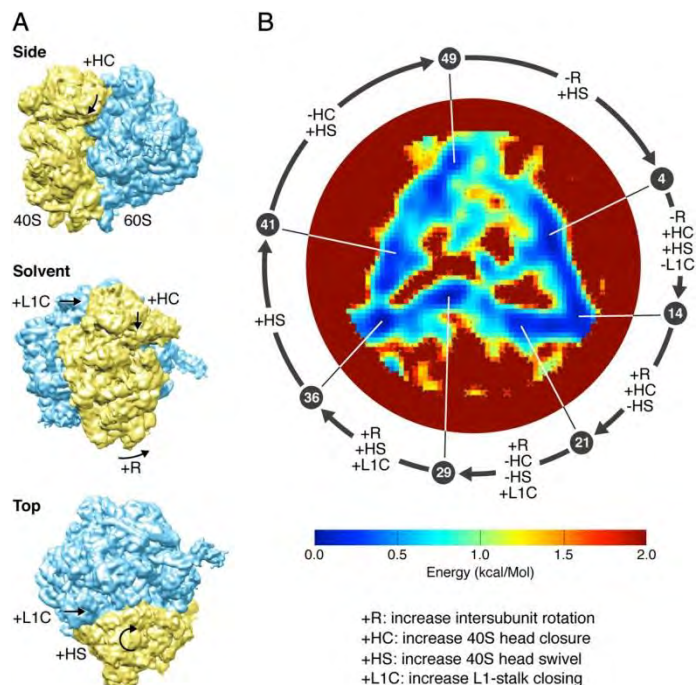 A
Side
+HC
40S
60S
Solvent
+L1C
+HC
+R
Top
+L1C
+HS
B
49
-R
+HS
4
-R
+HC
+HS
-L1C
14
+R
+HC
-HS
21
+R
-HC
-HS
+L1C
29
+R
+HS
+L1C
36
+HS
41
-HC
+HS
0.0 0.5 1.0 1.5 2.0
Energy (kcal/Mol)
+R: increase intersubunit rotation
+HC: increase 40S head closure
+HS: increase 40S head swivel
+L1C: increase L1-stalk closing